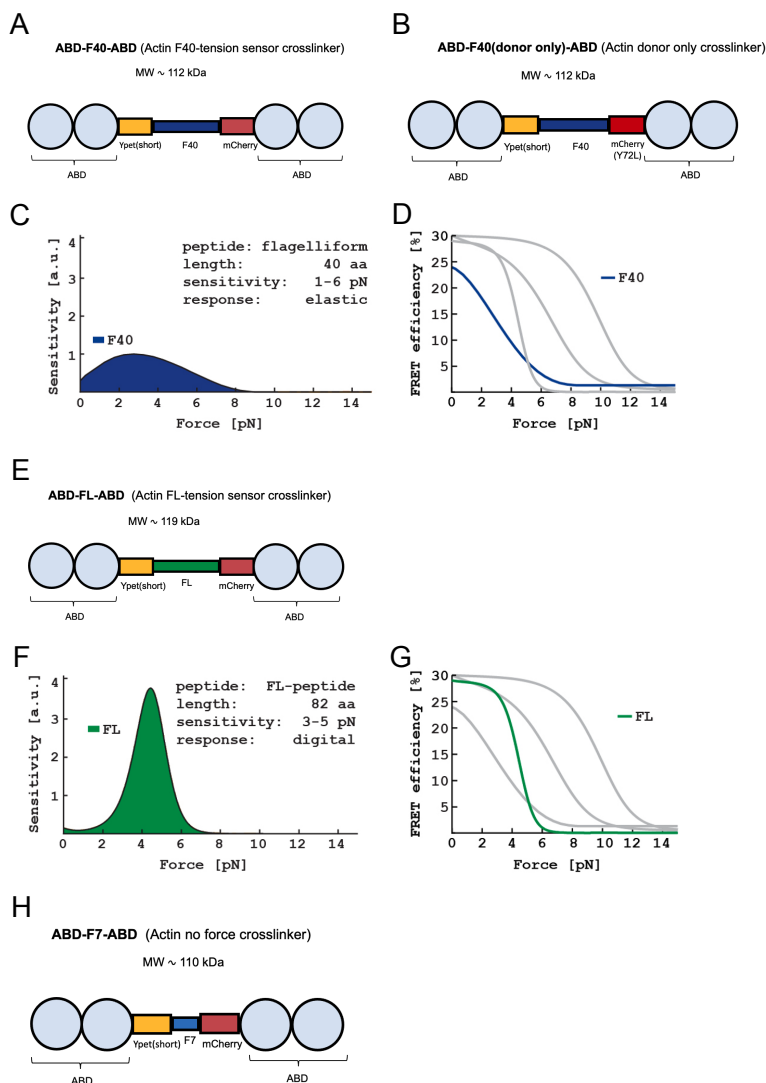 A
ABD-F40-ABD (Actin F40-tension sensor crosslinker)
MW ~ 112 kDa
Ypet(short)
F40
mCherry
ABD
ABD
B
ABD-F40(donor only)-ABD (Actin donor only crosslinker)
MW ~ 112 kDa
Ypet(short)
F40
mCherry
(Y72L)
ABD
ABD
C
Sensitivity [a.u.]
4
3
2
1
peptide: flagelliform
length: 40 aa
sensitivity: 1-6 pN
response: elastic
F40
0 2 4 6 8 10 12 14
Force [pN]
D
FRET efficiency [%]
30
25
20
15
10
5
F40
0 2 4 6 8 10 12 14
Force [pN]
E
ABD-FL-ABD (Actin FL-tension sensor crosslinker)
MW ~ 119 kDa
Ypet(short)
FL
mCherry
ABD
ABD
F
Sensitivity [a.u.]
4
3
2
1
peptide: FL-peptide
length: 82 aa
sensitivity: 3-5 pN
response: digital
FL
0 2 4 6 8 10 12 14
Force [pN]
G
FRET efficiency [%]
30
25
20
15
10
5
FL
0 2 4 6 8 10 12 14
Force [pN]
H
ABD-F7-ABD (Actin no force crosslinker)
MW ~ 110 kDa
Ypet(short)
F7
mCherry
ABD
ABD